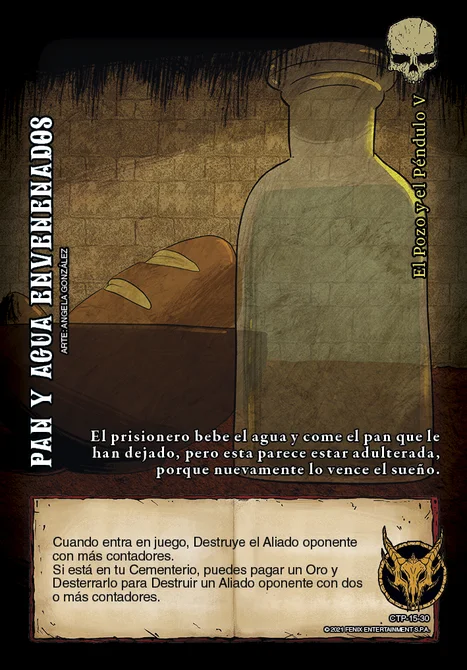 PAN Y AGUA ENVENENADOS
ARTE: ANGELA GONZÁLEZ
El Pozo y el Péndulo V
El prisionero bebe el agua y come el pan que le
han dejado, pero esta parece estar adulterada,
porque nuevamente lo vence el sueño.
Cuando entra en juego, Destruye el Aliado oponente
con más contadores.
Si está en tu Cementerio, puedes pagar un Oro y
Desterrarlo para Destruir un Aliado oponente con dos
o más contadores.
CTP-15-30
© 2021 FENIX ENTERTAINMENT S.P.A.